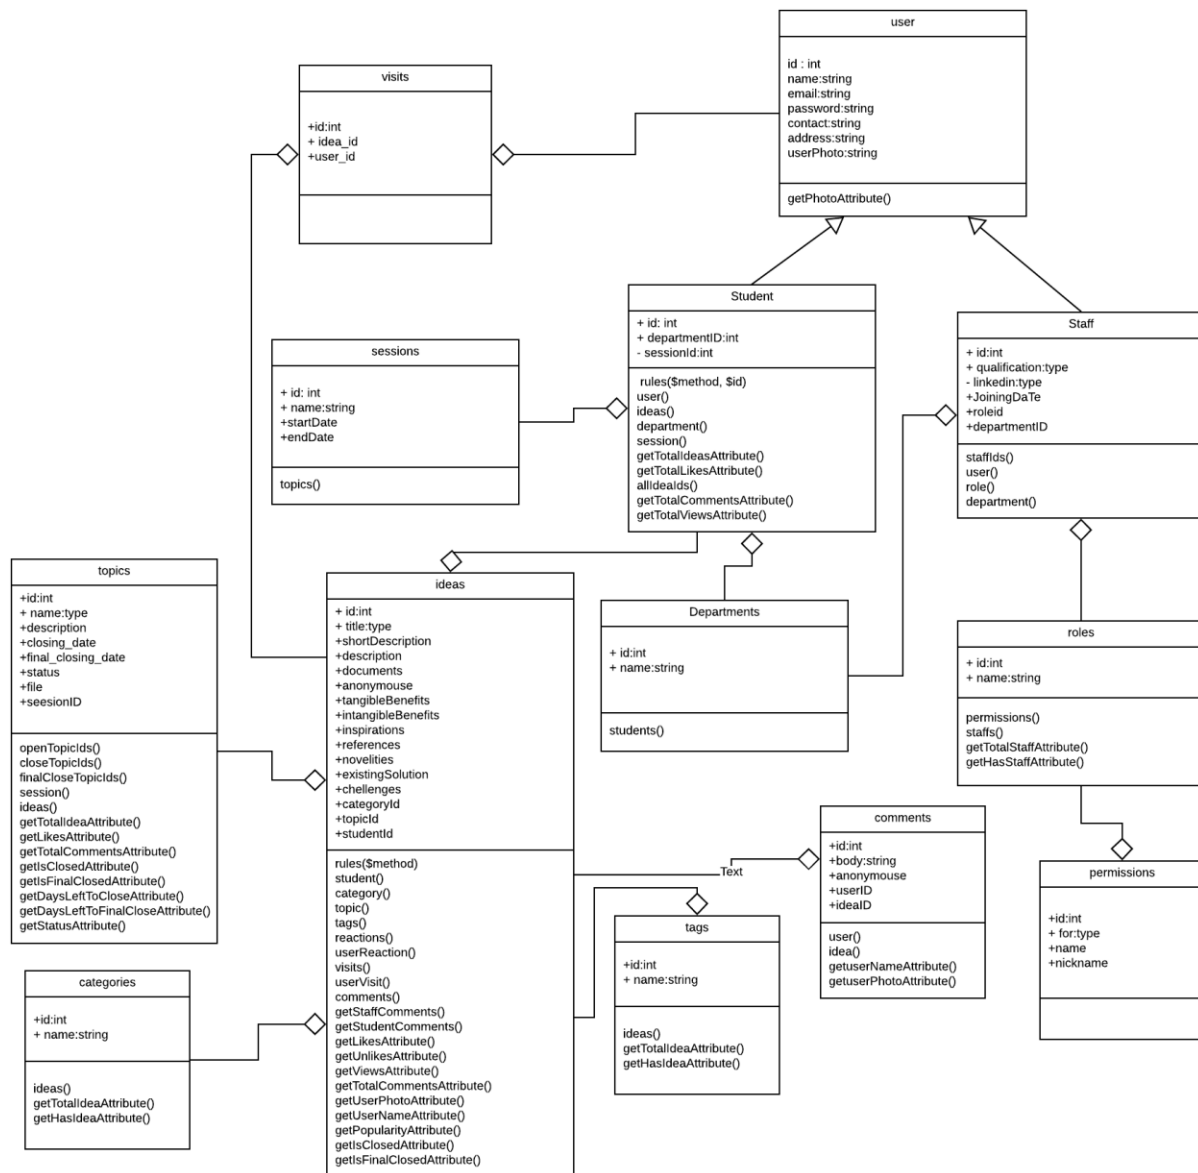 user
id : int
name:string
email:string
password:string
contact:string
address:string
userPhoto:string
getPhotoAttribute()
visits
+id:int
+ idea_id
+user_id
Student
+ id: int
+ departmentID:int
- sessionId:int
rules($method, $id)
user()
ideas()
department()
session()
getTotalIdeasAttribute()
getTotalLikesAttribute()
allIdeaIds()
getTotalCommentsAttribute()
getTotalViewsAttribute()
Staff
+ id:int
+ qualification:type
- linkedin:type
+JoiningDaTe
+roleid
+departmentID
staffIds()
user()
role()
department()
sessions
+ id: int
+ name:string
+startDate
+endDate
topics()
topics
+id:int
+ name:type
+description
+closing_date
+final_closing_date
+status
+file
+seesionID
openTopicIds()
closeTopicIds()
finalCloseTopicIds()
session()
ideas()
getTotalIdeaAttribute()
getLikesAttribute()
getTotalCommentsAttribute()
getIsClosedAttribute()
getIsFinalClosedAttribute()
getDaysLeftToCloseAttribute()
getDaysLeftToFinalCloseAttribute()
getStatusAttribute()
ideas
+ id:int
+ title:type
+shortDescription
+description
+documents
+anonymouse
+tangibleBenefits
+intangibleBenefits
+inspirations
+references
+novelities
+existingSolution
+chellenges
+categoryId
+topicId
+studentId
rules($method)
student()
category()
topic()
tags()
reactions()
userReaction()
visits()
userVisit()
comments()
getStaffComments()
getStudentComments()
getLikesAttribute()
getUnlikesAttribute()
getViewsAttribute()
getTotalCommentsAttribute()
getUserPhotoAttribute()
getUserNameAttribute()
getPopularityAttribute()
getIsClosedAttribute()
getIsFinalClosedAttribute()
Departments
+ id:int
+ name:string
students()
roles
+ id:int
+ name:string
permissions()
staffs()
getTotalStaffAttribute()
getHasStaffAttribute()
comments
+id:int
+body:string
+anonymouse
+userID
+ideaID
user()
idea()
getuserNameAttribute()
getuserPhotoAttribute()
Text
permissions
+id:int
+ for:type
+name
+nickname
tags
+id:int
+ name:string
ideas()
getTotalIdeaAttribute()
getHasIdeaAttribute()
categories
+id:int
+ name:string
ideas()
getTotalIdeaAttribute()
getHasIdeaAttribute()